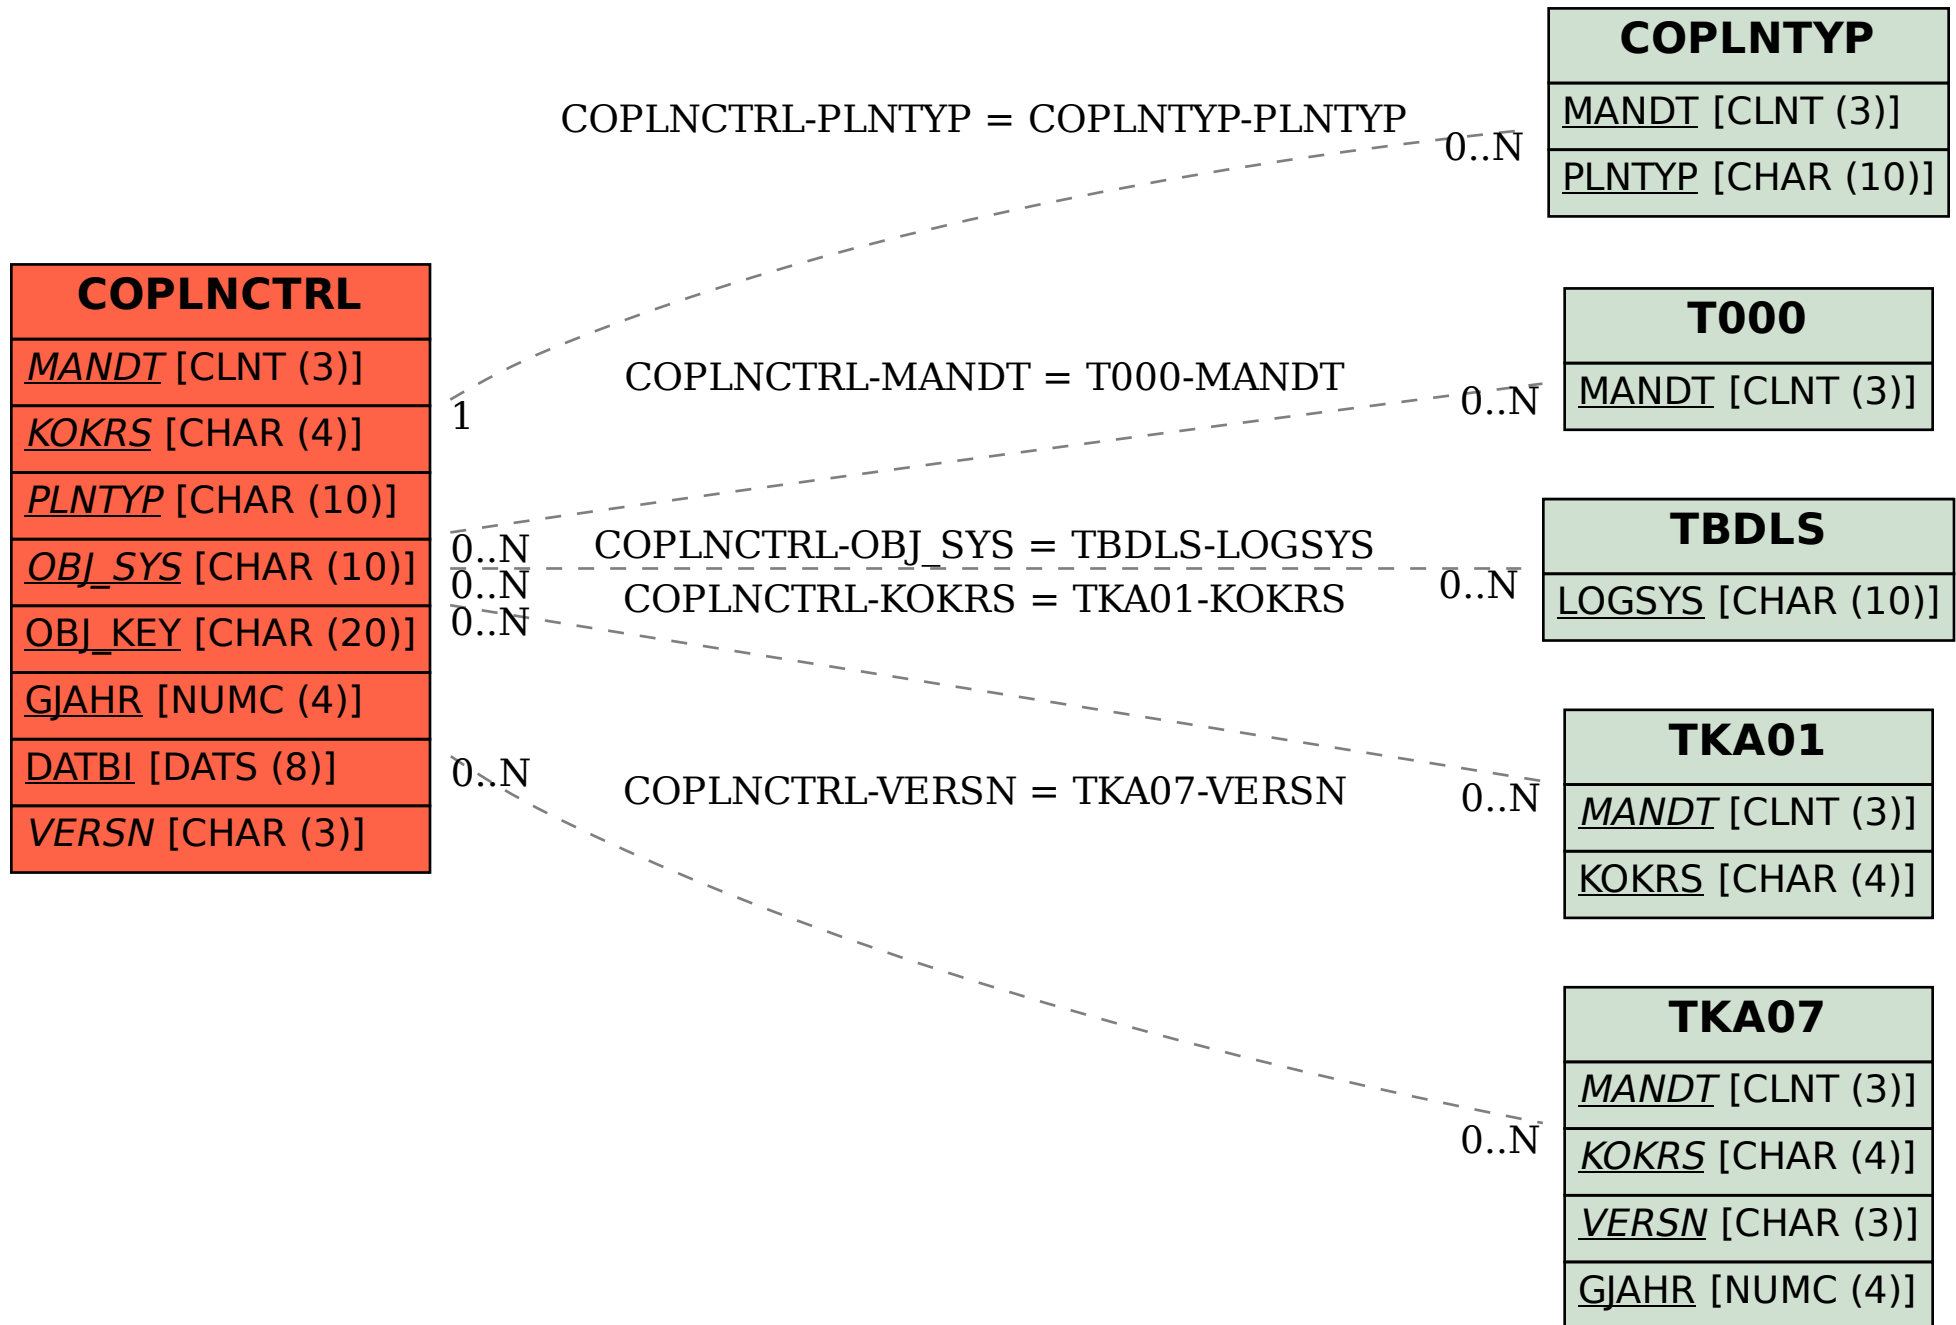 COPLNCTRL
MANDT [CLNT (3)]
KOKRS [CHAR (4)]
PLNTYP [CHAR (10)]
OBJ_SYS [CHAR (10)]
OBJ_KEY [CHAR (20)]
GJAHR [NUMC (4)]
DATBI [DATS (8)]
VERSN [CHAR (3)]
COPLNCTRL-PLNTYP = COPLNTYP-PLNTYP
0..N
1
COPLNCTRL-MANDT = T000-MANDT
0..N
0..N
COPLNCTRL-OBJ_SYS = TBDLS-LOGSYS
0..N
0..N
COPLNCTRL-KOKRS = TKA01-KOKRS
0..N
0..N
COPLNCTRL-VERSN = TKA07-VERSN
0..N
0..N
COPLNTYP
MANDT [CLNT (3)]
PLNTYP [CHAR (10)]
T000
MANDT [CLNT (3)]
TBDLS
LOGSYS [CHAR (10)]
TKA01
MANDT [CLNT (3)]
KOKRS [CHAR (4)]
TKA07
MANDT [CLNT (3)]
KOKRS [CHAR (4)]
VERSN [CHAR (3)]
GJAHR [NUMC (4)]